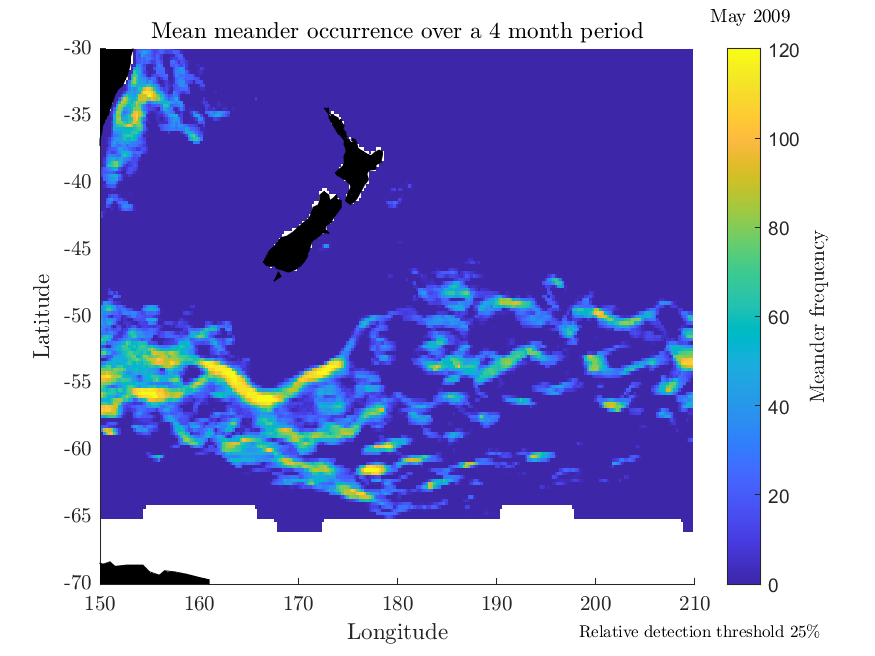 May 2009
Mean meander occurrence over a 4 month period
-30
-35
-40
-45
-50
-55
-60
-65
-70
Latitude
150 160 170 180 190 200 210
Longitude
120
100
80
60
40
20
0
Meander frequency
Relative detection threshold 25%